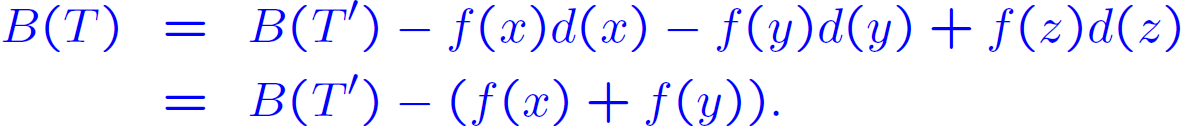 B(T) = B(T′) − f(x)d(x) − f(y)d(y) + f(z)d(z)
= B(T′) − (f(x) + f(y)).